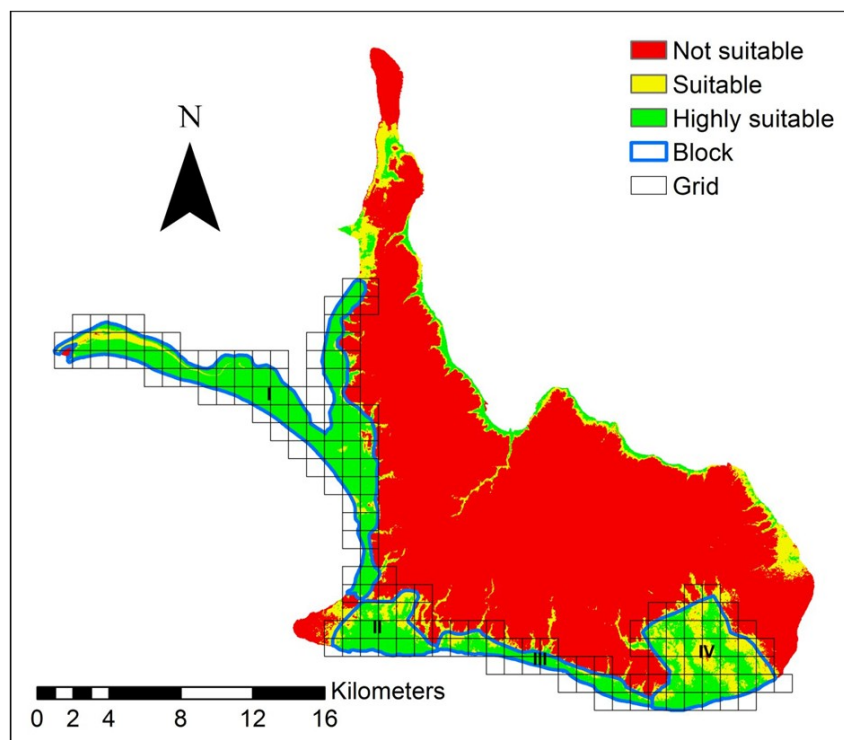 Not suitable
Suitable
Highly suitable
Block
Grid
N
I
II
III
IV
Kilometers
0 2 4 8 12 16